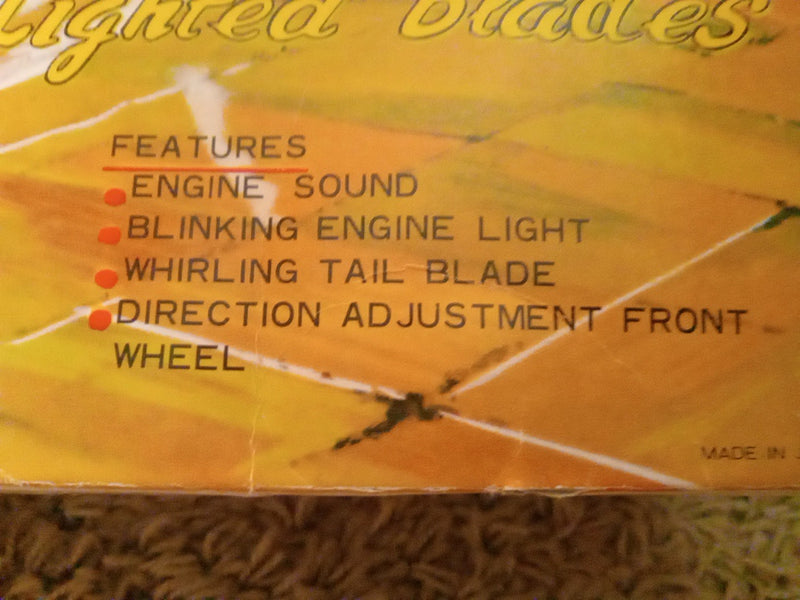 Lighted Blades
FEATURES
ENGINE SOUND
BLINKING ENGINE LIGHT
WHIRLING TAIL BLADE
DIRECTION ADJUSTMENT FRONT
WHEEL
MADE IN